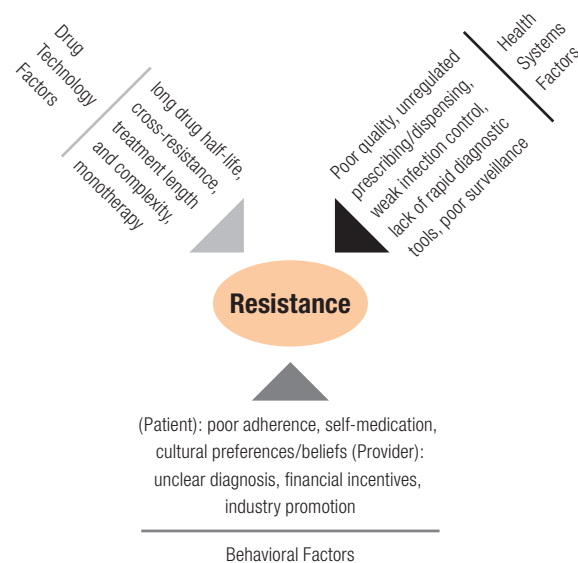 Drug
Technology
Factors
long drug half-life,
cross-resistance,
treatment length
and complexity,
monotherapy
Health
Systems
Factors
Poor quality, unregulated
prescribing/dispensing,
weak infection control,
lack of rapid diagnostic
tools, poor surveillance
Resistance
(Patient): poor adherence, self-medication,
cultural preferences/beliefs (Provider):
unclear diagnosis, financial incentives,
industry promotion
Behavioral Factors